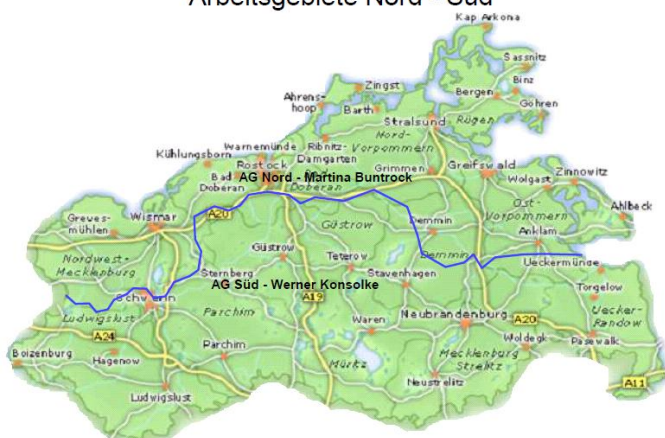 Arbeitsgebiete Nord - Süd
Kap Arkona
Sassnitz
Binz
Bergen
Göhren
Rügen
Zingst
Ahrens-
hoop
Barth
Stralsund
Nord-
Vorpommern
Warnemünde
Ribnitz-
Damgarten
Kühlungsborn
Rostock
Bad
Doberan
Doberan
Grimmen
Greifswald
Wolgast
Zinnowitz
AG Nord - Martina Buntrock
Ost-
Vorpommern
Ahlbeck
Greves-
mühlen
Wismar
A20
Güstrow
Demmin
Anklam
Nordwest-
Mecklenburg
Sternberg
Güstrow
Teterow
Demmin
Stavenhagen
Ueckermünde
Torgelow
AG Süd - Werner Konsolke
Schwerin
Ludwigslust
Parchim
A19
Waren
Neubrandenburg
A20
Uecker-
Randow
A24
Boizenburg
Hagenow
Parchim
Müritz
Mecklenburg
Strelitz
Woldegk
Pasewalk
Ludwigslust
Neustrelitz
A11